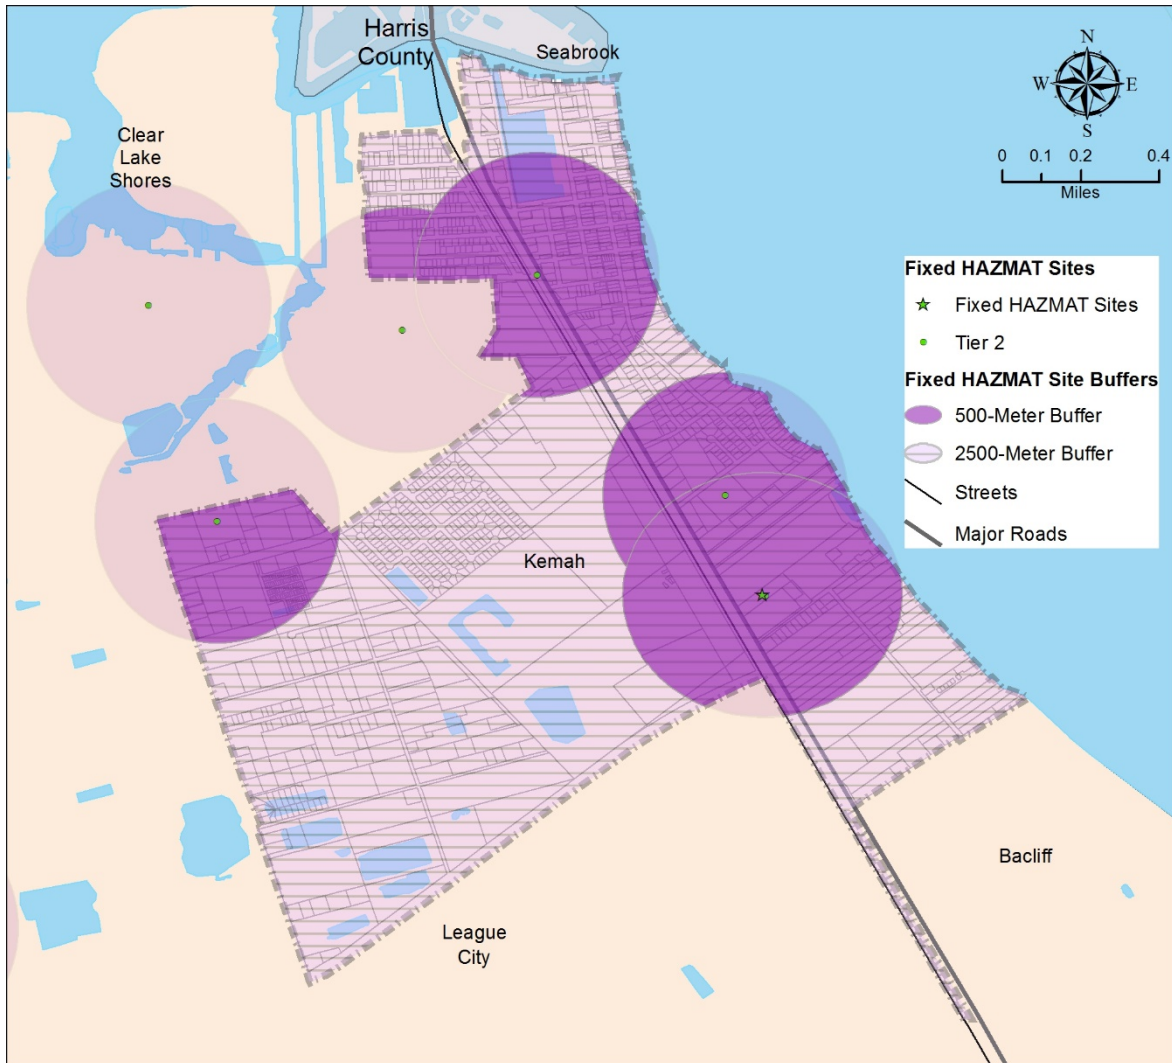 Harris
County
Seabrook
N
W
E
S
Clear
Lake
Shores
0 0.1 0.2 0.4
Miles
Fixed HAZMAT Sites
Fixed HAZMAT Sites
Tier 2
Fixed HAZMAT Site Buffers
500-Meter Buffer
2500-Meter Buffer
Streets
Major Roads
Kemah
Bacliff
League
City